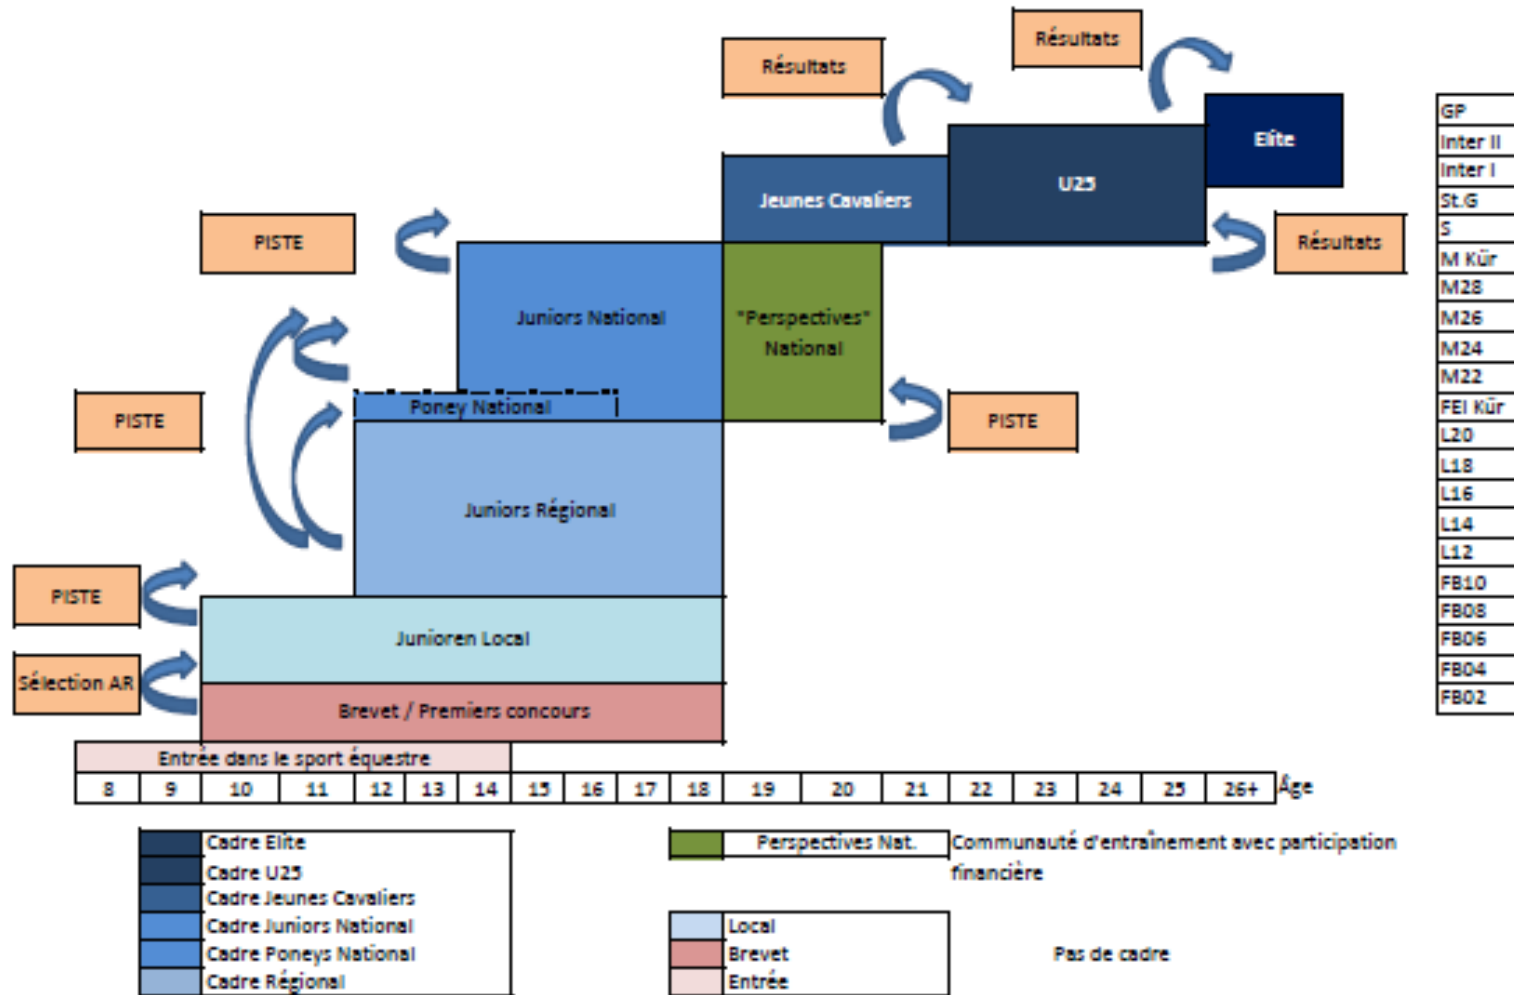 Résultats
Résultats
GP
Inter II
Elite
Inter I
U25
St.G
Jeunes Cavaliers
S
PISTE
Résultats
M Kür
M28
Juniors National
"Perspectives"
National
M26
M24
M22
Poney National
FEI Kür
PISTE
PISTE
L20
L18
L16
Juniors Régional
L14
L12
FB10
PISTE
FB08
Junioren Local
FB06
Sélection AR
FB04
FB02
Brevet / Premiers concours
Entrée dans le sport équestre
8 9 10 11 12 13 14 15 16 17 18 19 20 21 22 23 24 25 26+ Âge
Cadre Elite
Cadre U25
Cadre Jeunes Cavaliers
Cadre Juniors National
Cadre Poneys National
Cadre Régional
Perspectives Nat.
Communauté d'entraînement avec participation
financière
Local
Brevet
Entrée
Pas de cadre